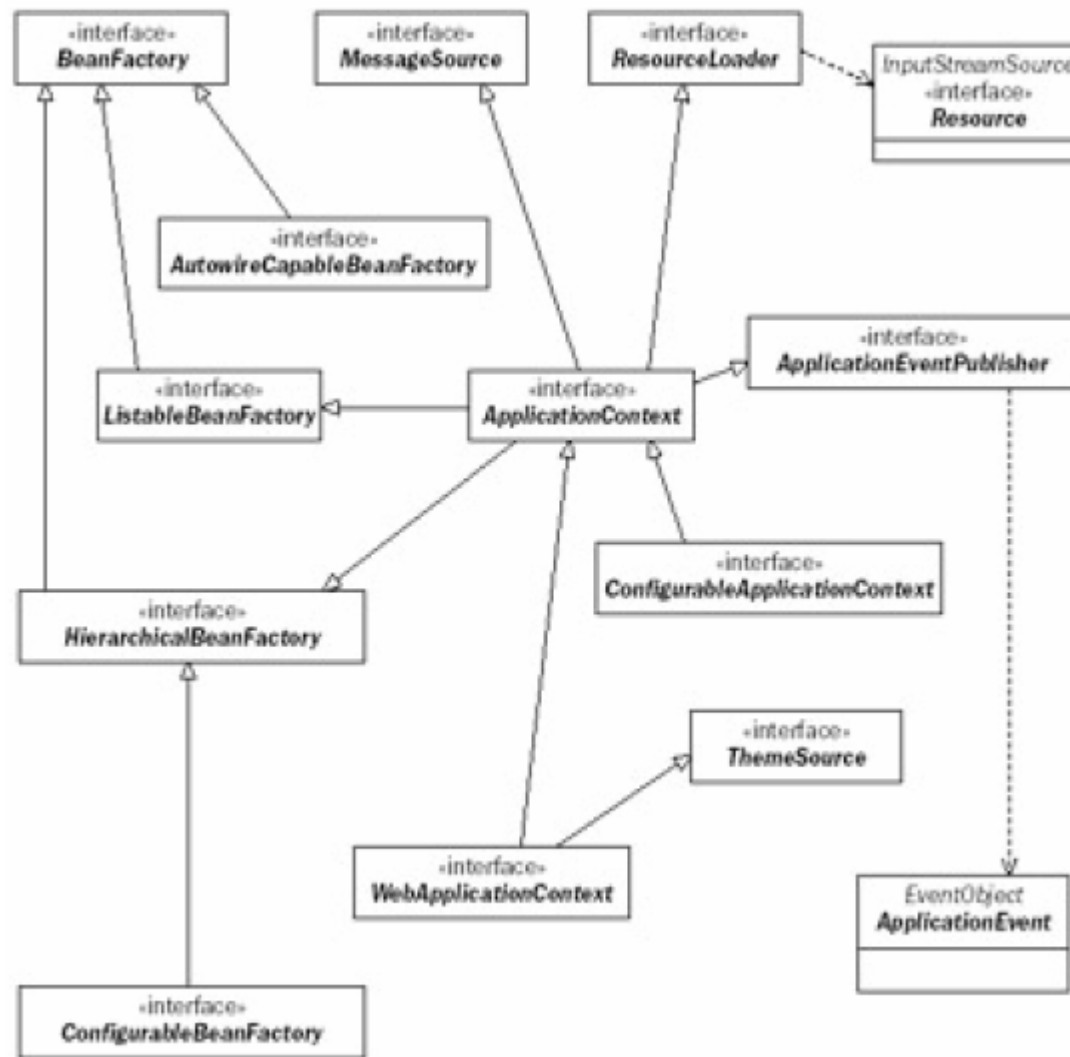 «interface»
BeanFactory
«interface»
MessageSource
«interface»
ResourceLoader
InputStreamSource
«interface»
Resource
«interface»
AutowireCapableBeanFactory
«interface»
ApplicationEventPublisher
«interface»
ListableBeanFactory
«interface»
ApplicationContext
«interface»
ConfigurableApplicationContext
«interface»
HierarchicalBeanFactory
«interface»
ThemeSource
«interface»
WebApplicationContext
EventObject
ApplicationEvent
«interface»
ConfigurableBeanFactory